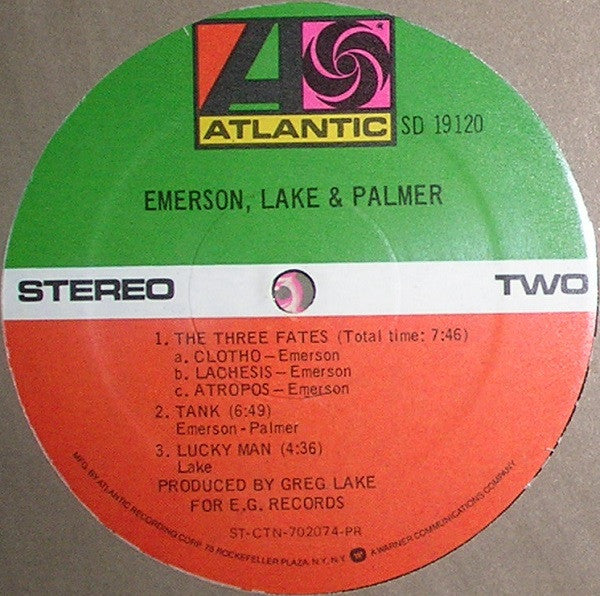 ATLANTIC
SD 19120
EMERSON, LAKE & PALMER
STEREO
TWO
1. THE THREE FATES (Total time: 7:46)
a. CLOTHO – Emerson
b. LACHESIS – Emerson
c. ATROPOS – Emerson
2. TANK (6:49)
Emerson - Palmer
3. LUCKY MAN (4:36)
Lake
PRODUCED BY GREG LAKE
FOR E.G. RECORDS
ST-CTN-702074-PR
MFG. BY ATLANTIC RECORDING CORP. 75 ROCKEFELLER PLAZA, N.Y., N.Y. A WARNER COMMUNICATIONS COMPANY